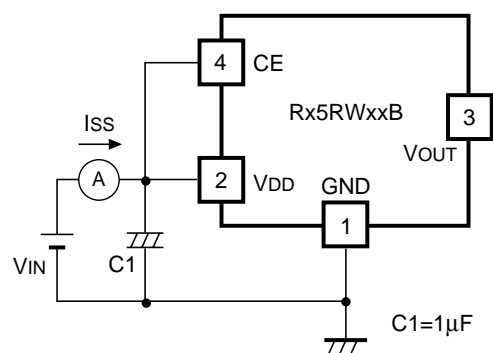 4
CE
Rx5RWxxB
3
ISS
VOUT
A
2
VDD
GND
1
C1
VIN
C1=1μF